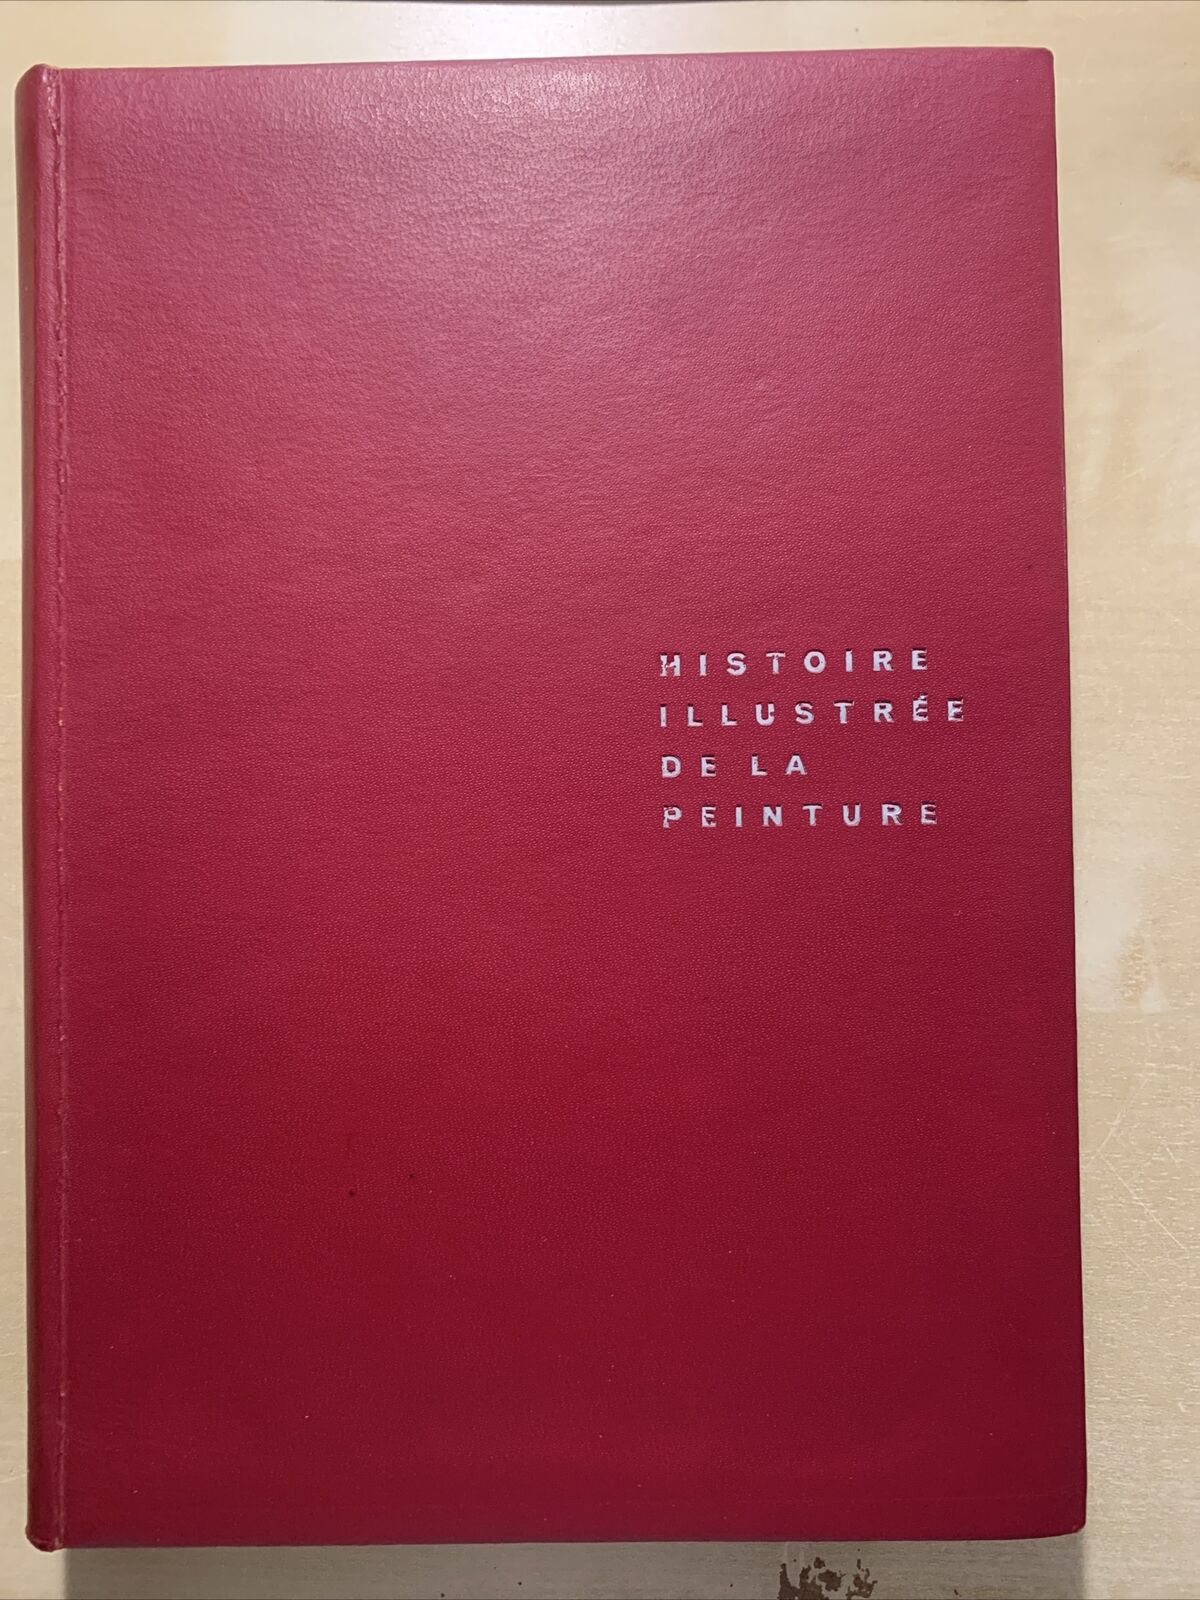 HISTOIRE
ILLUSTRÉE
DE LA
PEINTURE